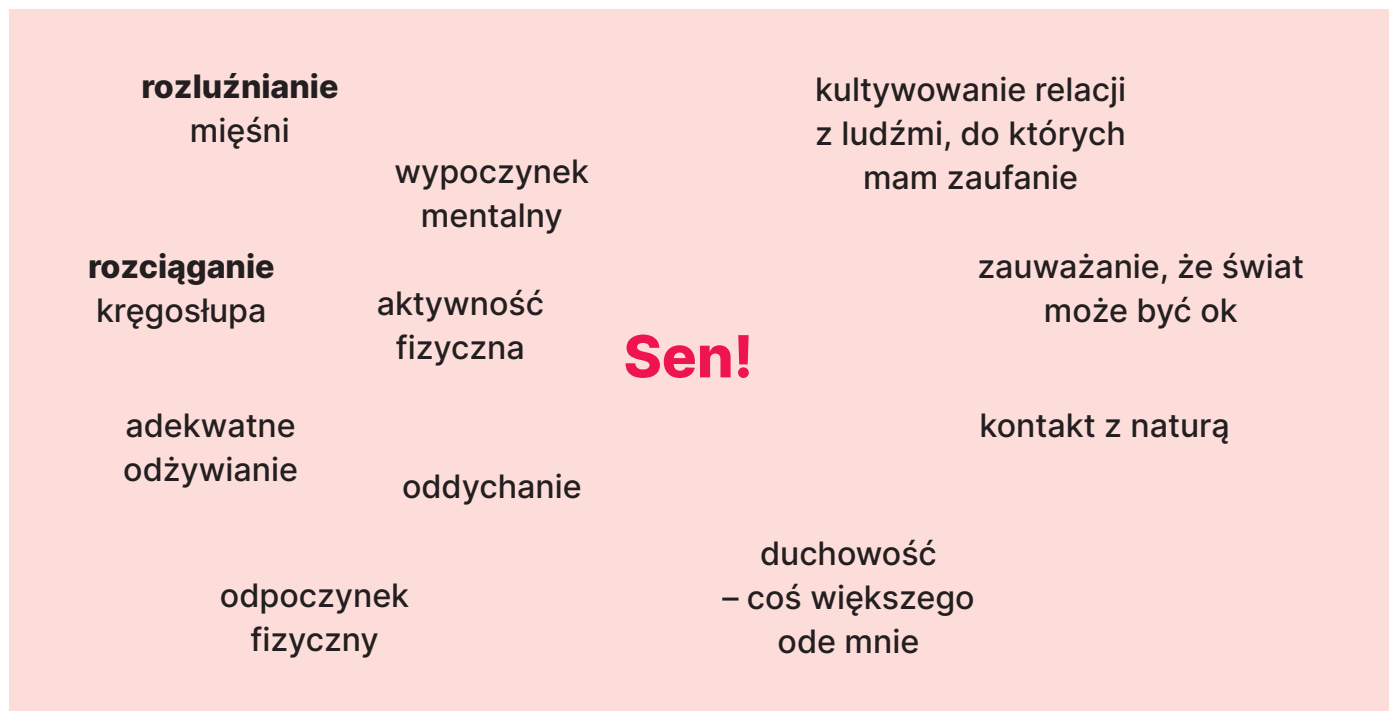 rozluźnianie
mięśni
wypoczynek
mentalny
rozciąganie
kręgosłupa
aktywność
fizyczna
adekwatne
odżywianie
oddychanie
odpoczynek
fizyczny
Sen!
kultywowanie relacji
z ludźmi, do których
mam zaufanie
zauważanie, że świat
może być ok
kontakt z naturą
duchowość
– coś większego
ode mnie